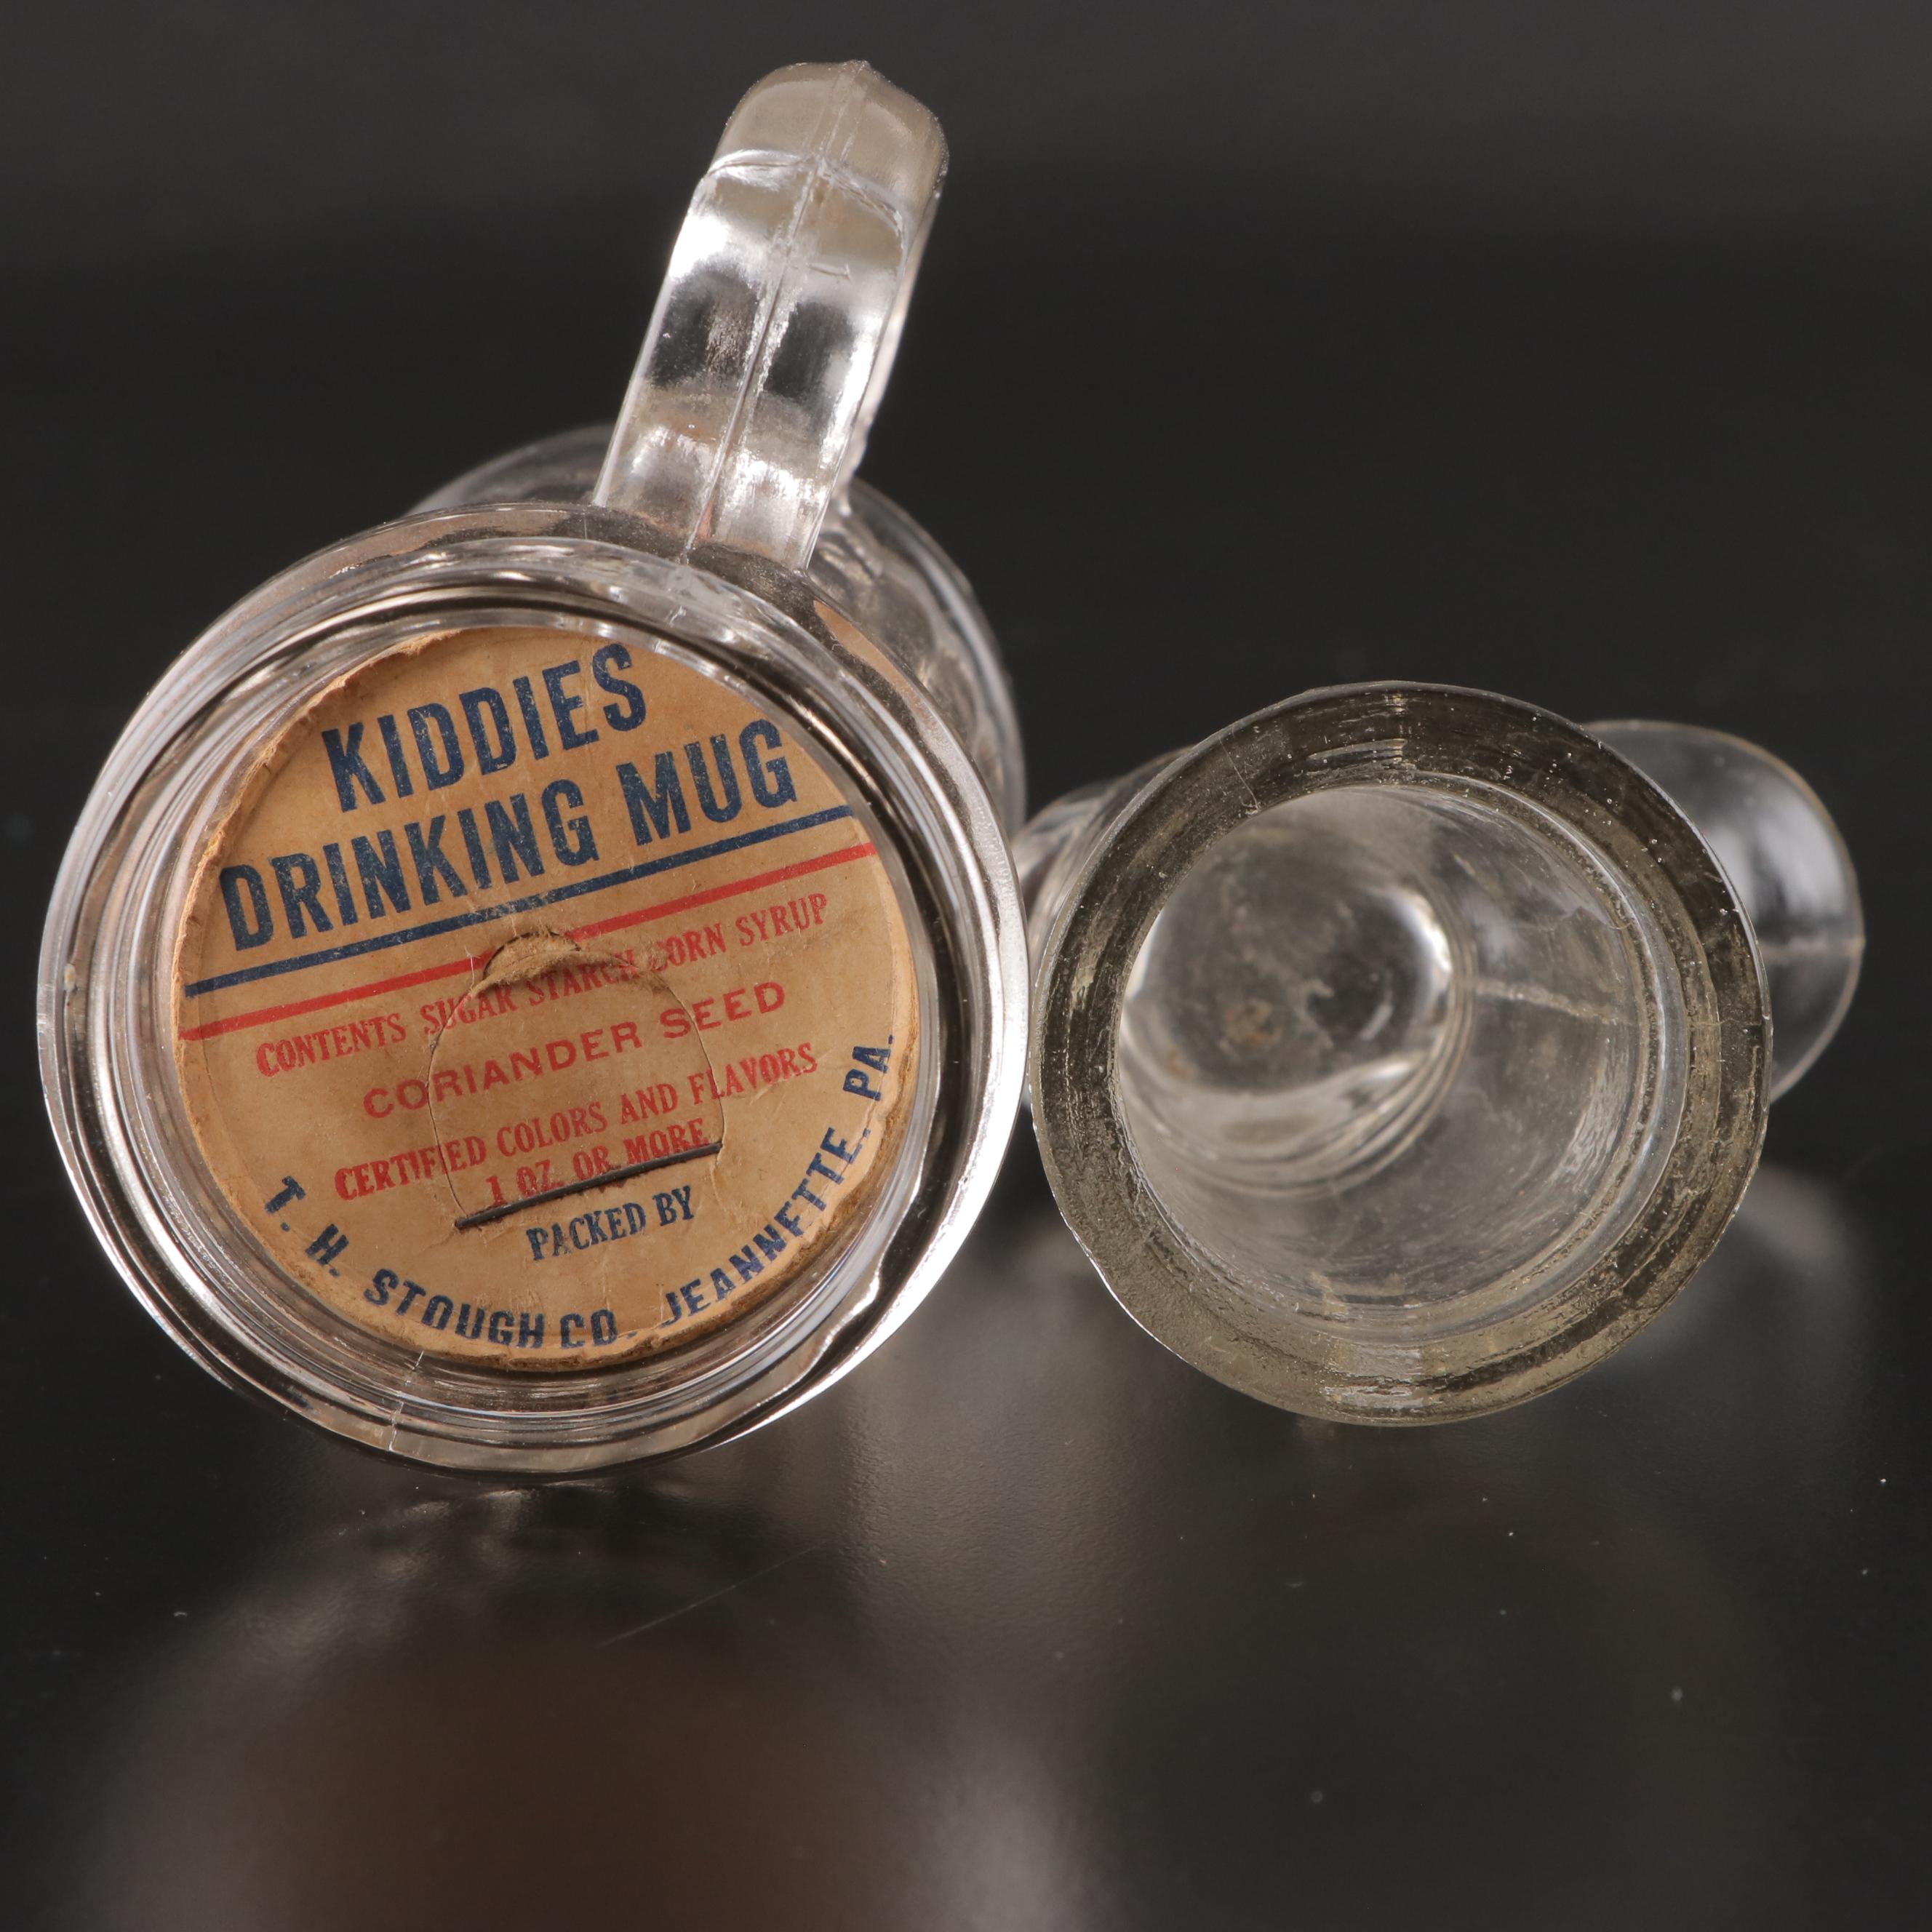 KIDDIES
DRINKING MUG
CONTENTS SUGAR STARCH CORN SYRUP
CORIANDER SEED
CERTIFIED COLORS AND FLAVORS
1 OZ. OR MORE
PACKED BY
T. H. STOUGH CO. JEANNETTE, PA.